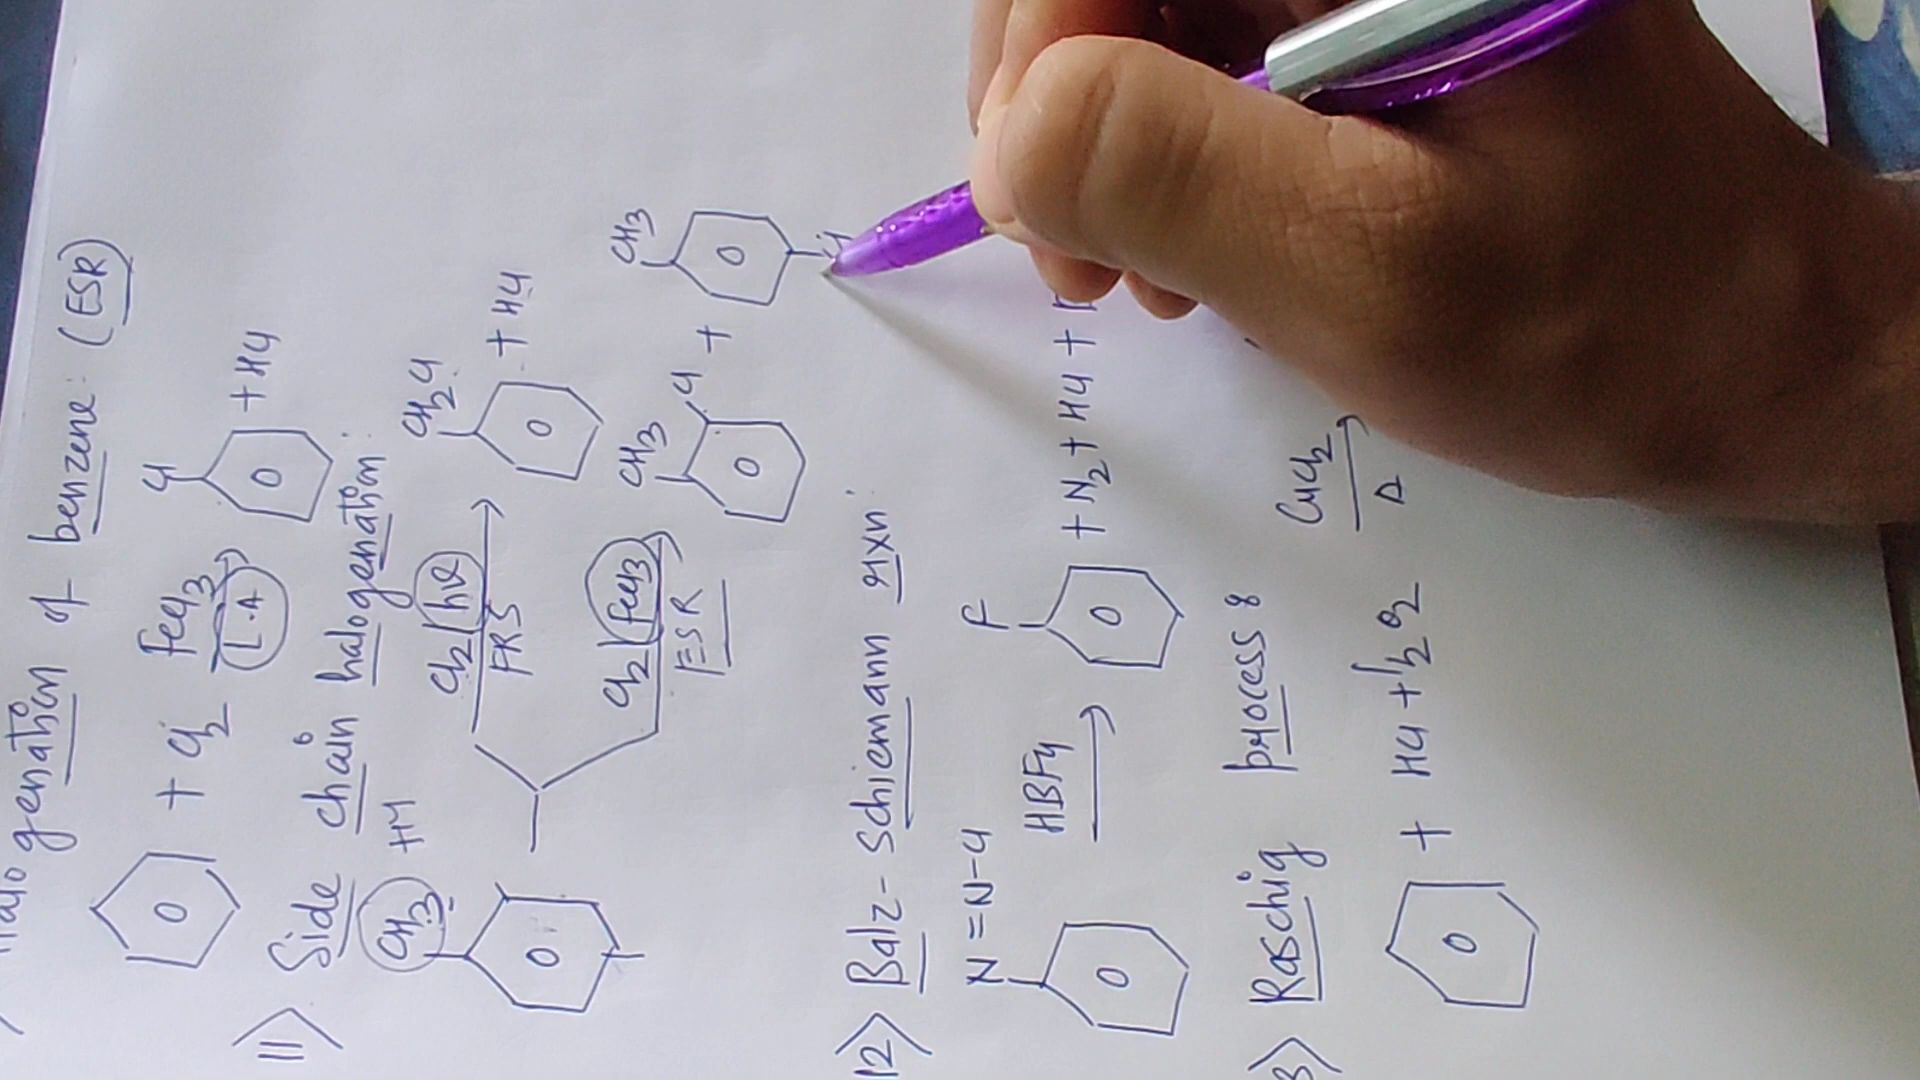 genation of benzene: (ESR)
+ Cl2 FeCl3 Cl + HCl
(L.A)
11) Side chain halogenation:
CH3 +H Cl2/hν CH2Cl + HCl
FRS
Cl2/FeCl3 CH3 Cl + CH3 Cl
ESR
12) Balz-Schiemann rxn:
N=N-Cl HBF4 F + N2 + HCl +
3) Raschig process:
+ HCl + 1/2 O2 CuCl2
Δ